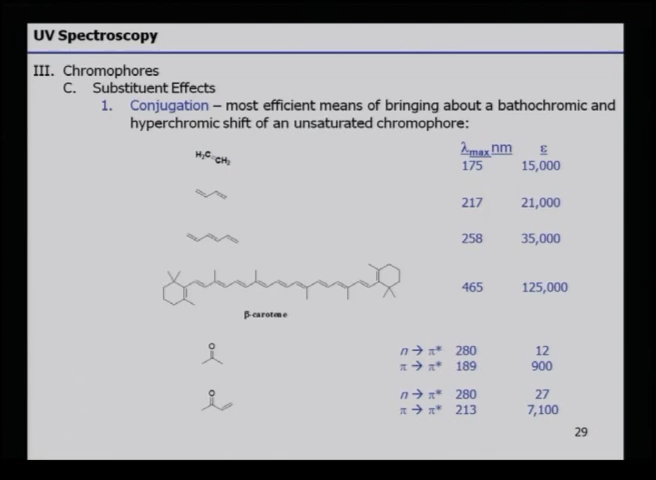 UV Spectroscopy
III. Chromophores
C. Substituent Effects
1. Conjugation – most efficient means of bringing about a bathochromic and
hyperchromic shift of an unsaturated chromophore:
λmax nm ε
H₂C CH₂ 175 15,000
217 21,000
258 35,000
465 125,000
β-carotene
O
n → π* 280 12
π → π* 189 900
O
n → π* 280 27
π → π* 213 7,100
29